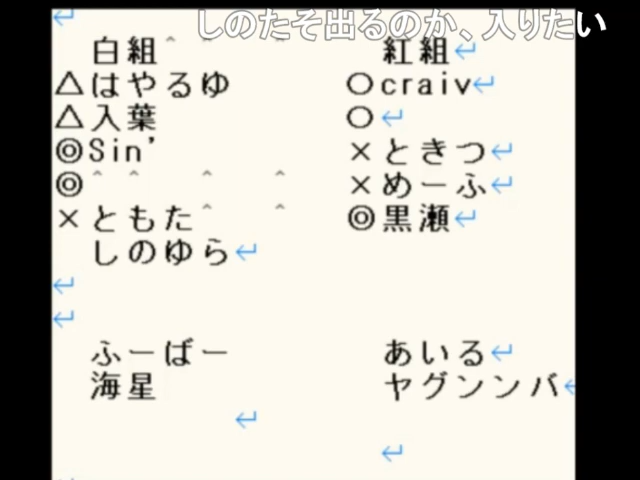 しのたそ出るのか、入りたい
白組 紅組
△はやるゆ ○craiv
△入葉 ○
◎Sin' ×ときつ
◎ ×めーふ
×ともた ◎黒瀬
しのゆら
ふーばー あいる
海星 ヤグンンバ